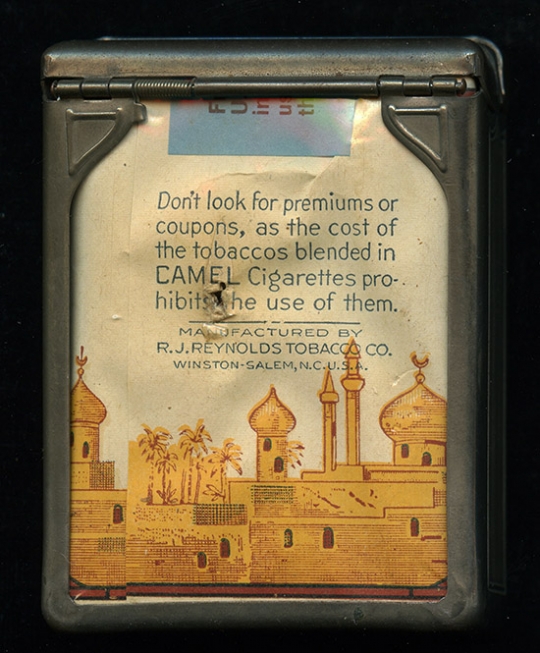 Don't look for premiums or
coupons, as the cost of
the tobaccos blended in
CAMEL Cigarettes pro-
hibits the use of them.
MANUFACTURED BY
R.J. REYNOLDS TOBACCO CO.
WINSTON-SALEM, N.C. U.S.A.